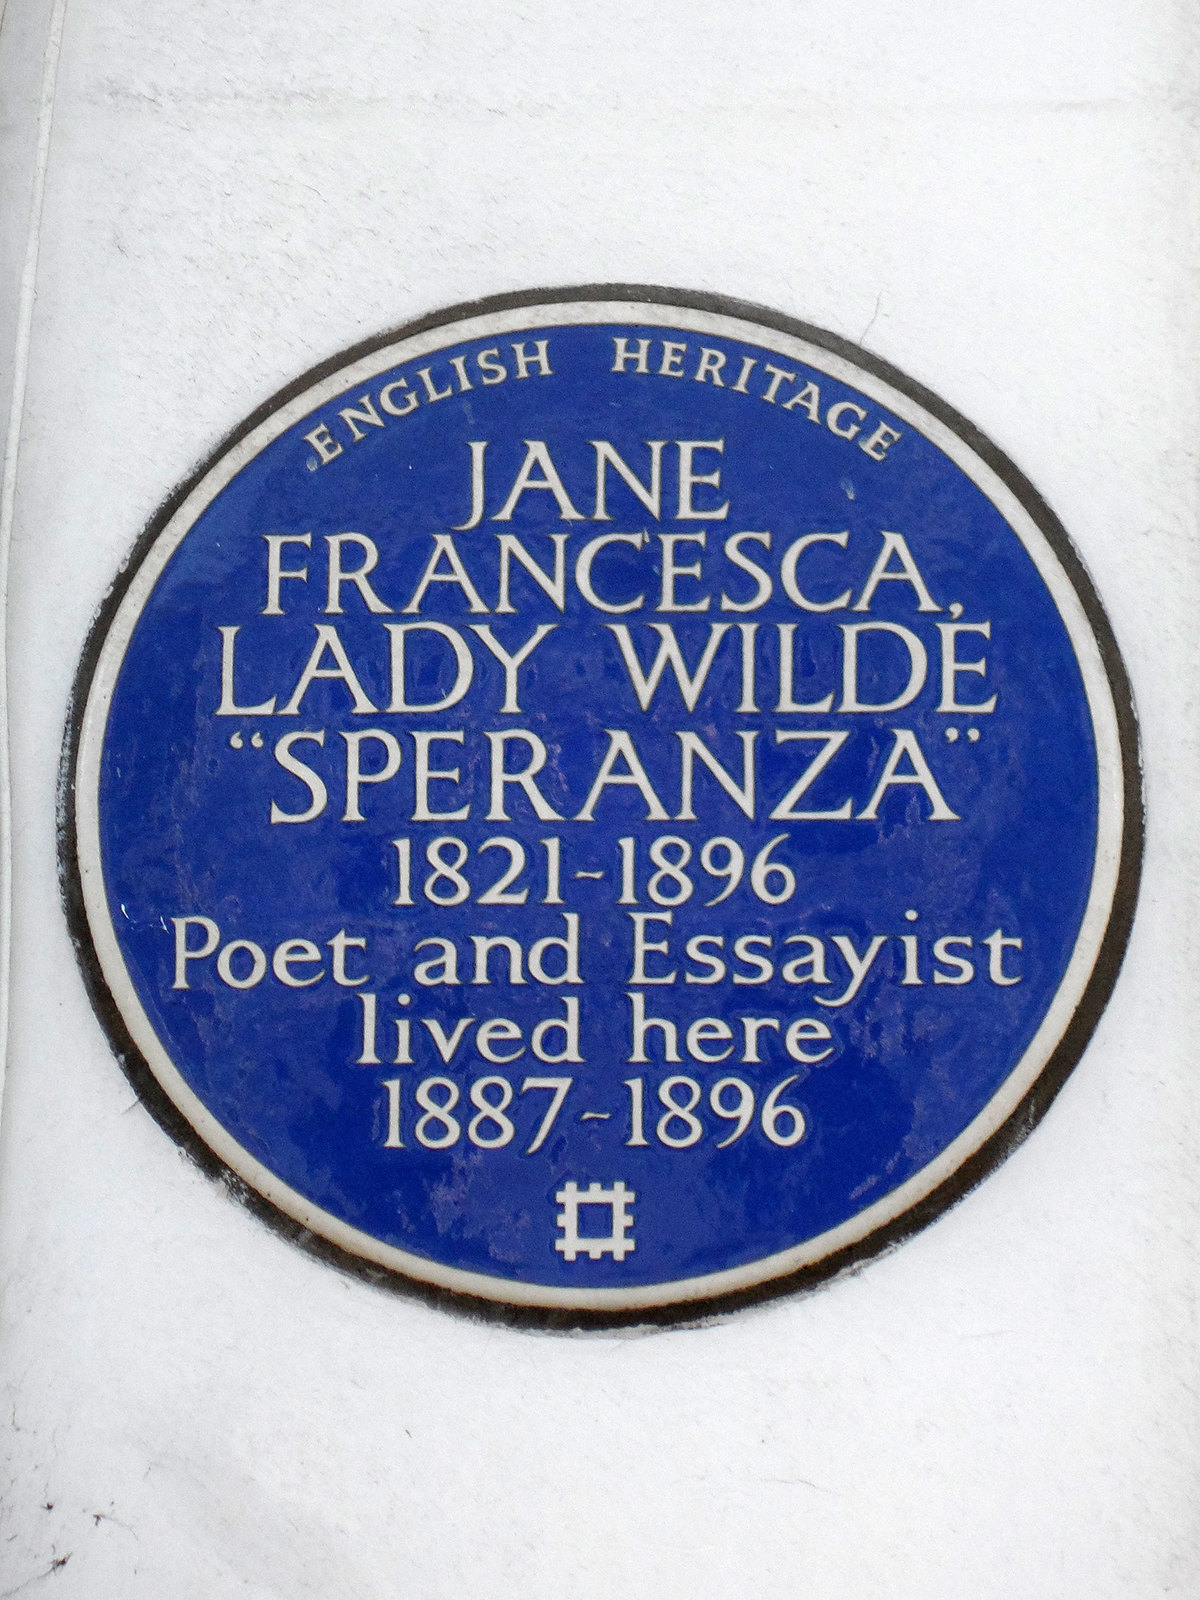 ENGLISH HERITAGE
JANE
FRANCESCA,
LADY WILDE
“SPERANZA”
1821-1896
Poet and Essayist
lived here
1887-1896